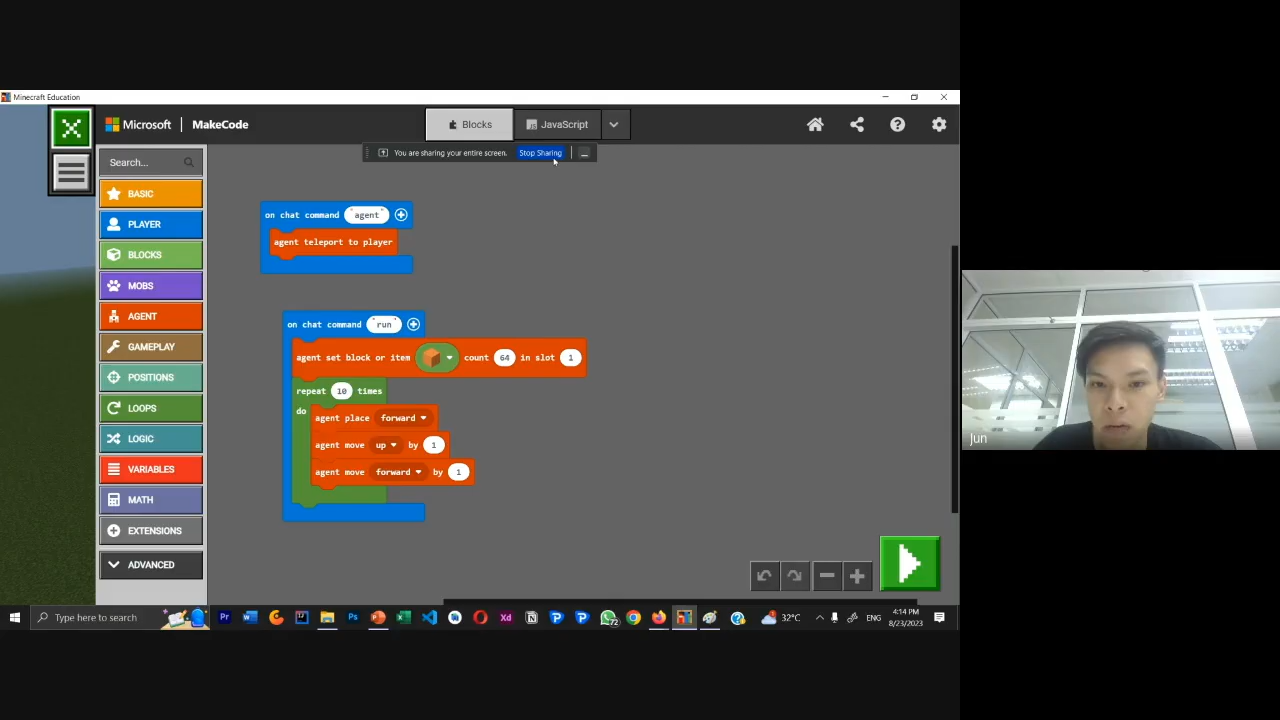 Minecraft Education
Microsoft | MakeCode
Blocks
JavaScript
You are sharing your entire screen.
Stop Sharing
Search...
BASIC
PLAYER
BLOCKS
MOBS
AGENT
GAMEPLAY
POSITIONS
LOOPS
LOGIC
VARIABLES
MATH
EXTENSIONS
ADVANCED
on chat command "agent"
agent teleport to player
on chat command "run"
agent set block or item count 64 in slot 1
repeat 10 times
do
agent place forward
agent move up by 1
agent move forward by 1
Jun
Type here to search
72
32°C
ENG
4:14 PM
8/23/2023